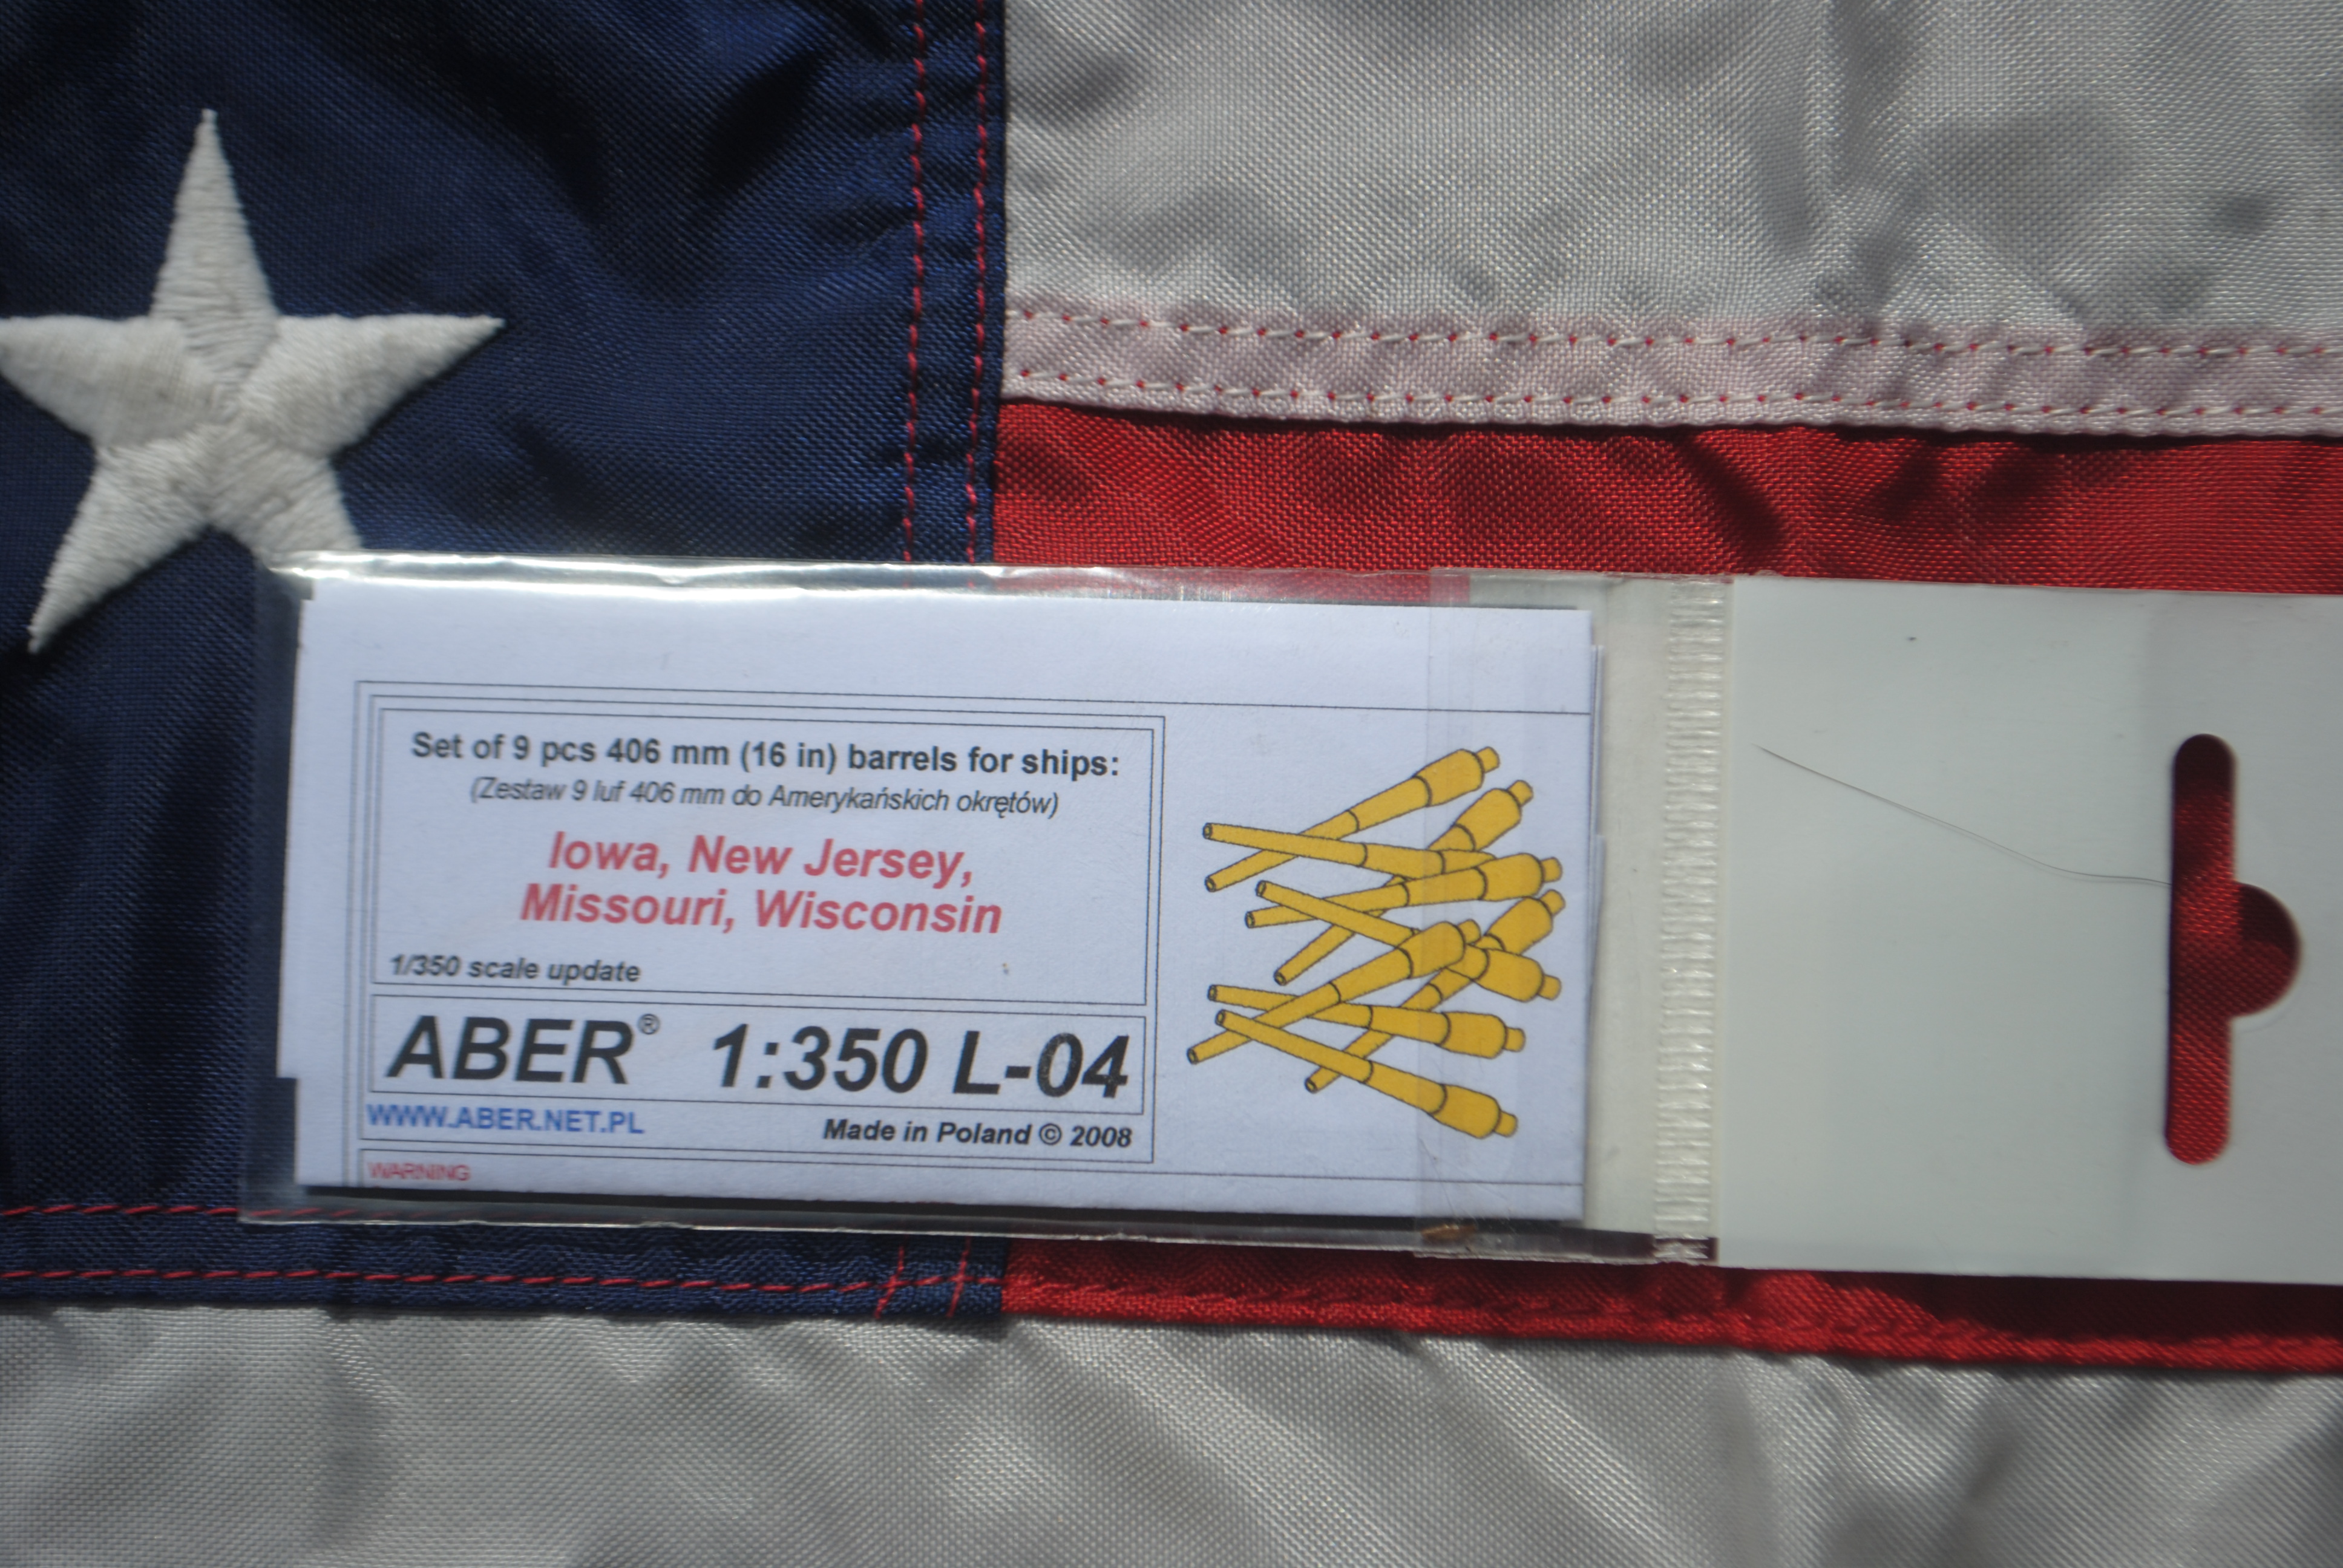 Set of 9 pcs 406 mm (16 in) barrels for ships:
(Zestaw 9 luf 406 mm do Amerykańskich okrętów)
Iowa, New Jersey,
Missouri, Wisconsin
1/350 scale update
ABER® 1:350 L-04
WWW.ABER.NET.PL Made in Poland © 2008
WARNING